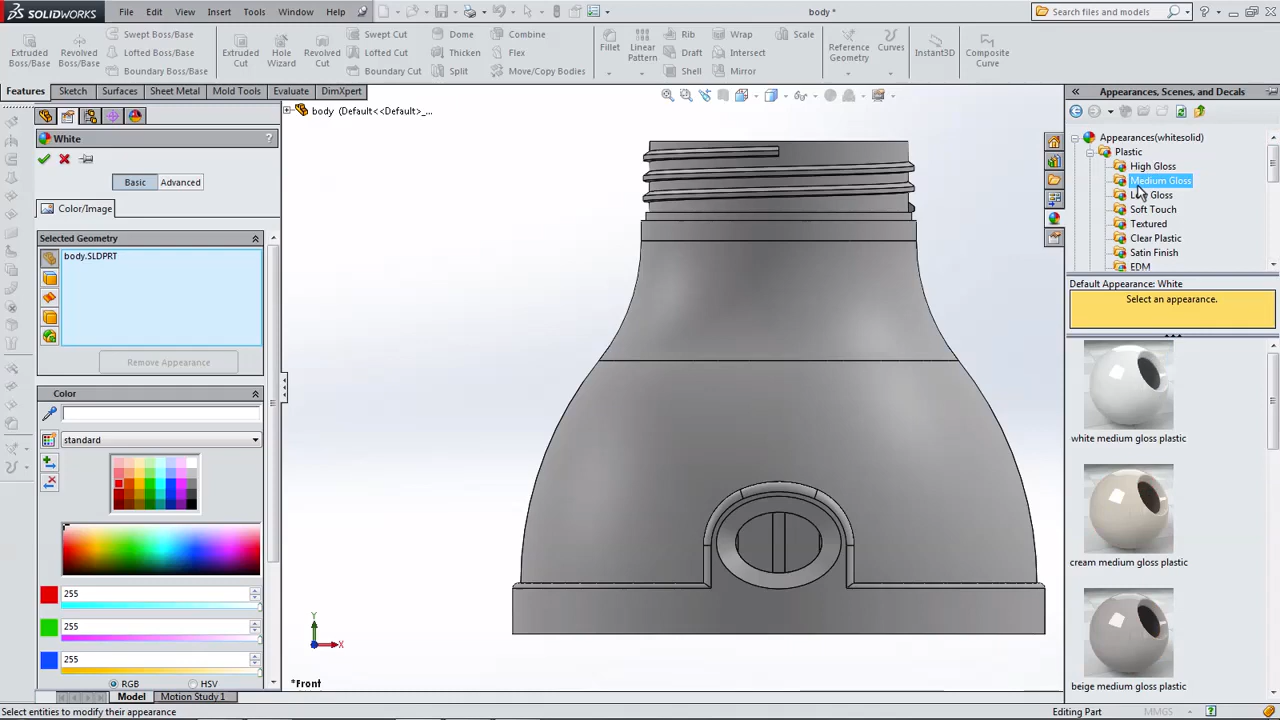 SOLIDWORKS File Edit View Insert Tools Window Help body * Search files and models
Extruded Boss/Base Revolved Boss/Base Swept Boss/Base Lofted Boss/Base Boundary Boss/Base Extruded Cut Hole Wizard Revolved Cut Swept Cut Lofted Cut Boundary Cut Dome Thicken Split Combine Flex Move/Copy Bodies Fillet Linear Pattern Rib Draft Shell Wrap Intersect Mirror Scale Reference Geometry Curves Instant3D Composite Curve
Features Sketch Surfaces Sheet Metal Mold Tools Evaluate DimXpert
body (Default<<Default>_...
White ?
Basic Advanced
Color/Image
Selected Geometry
body.SLDPRT
Remove Appearance
Color
standard
255
255
255
RGB HSV
Y
X
*Front
Appearances, Scenes, and Decals
Appearances(whitesolid)
Plastic
High Gloss
Medium Gloss
Low Gloss
Soft Touch
Textured
Clear Plastic
Satin Finish
EDM
Default Appearance: White
Select an appearance.
white medium gloss plastic
cream medium gloss plastic
beige medium gloss plastic
Model Motion Study 1
Select entities to modify their appearance Editing Part MMGS